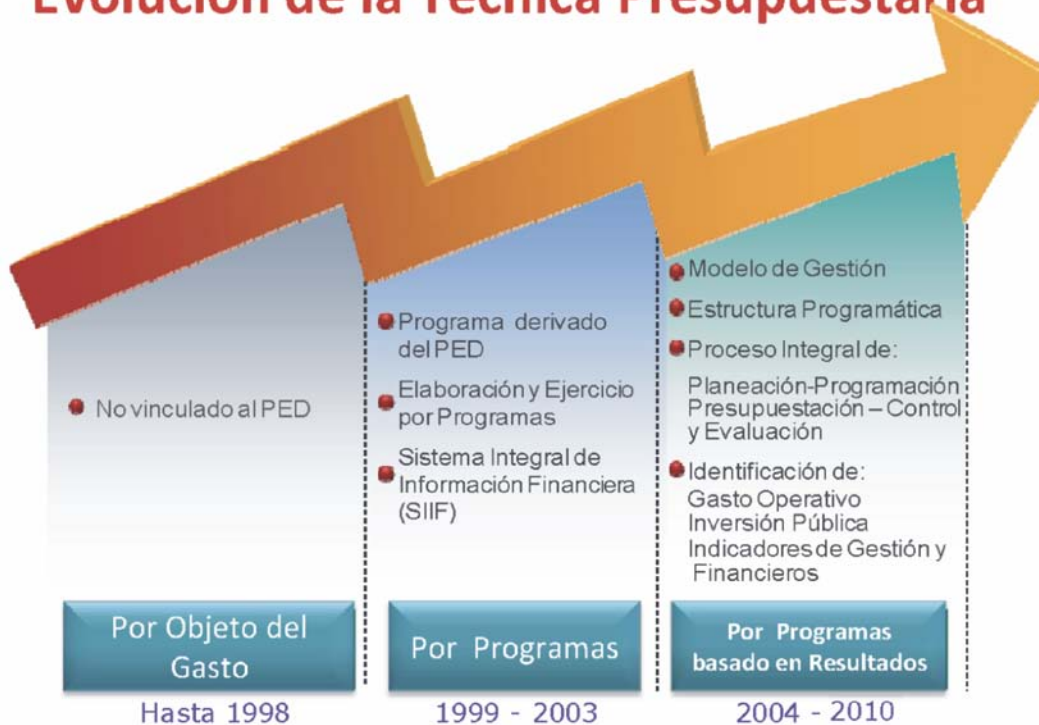 Evolución de la Técnica Presupuestaria
No vinculado al PED
Programa derivado
del PED
Elaboración y Ejercicio
por Programas
Sistema Integral de
Información Financiera
(SIIF)
Modelo de Gestión
Estructura Programática
Proceso Integral de:
Planeación-Programación
Presupuestación – Control
y Evaluación
Identificación de:
Gasto Operativo
Inversión Pública
Indicadores de Gestión y
Financieros
Por Objeto del
Gasto
Hasta 1998
Por Programas
1999 - 2003
Por Programas
basado en Resultados
2004 - 2010